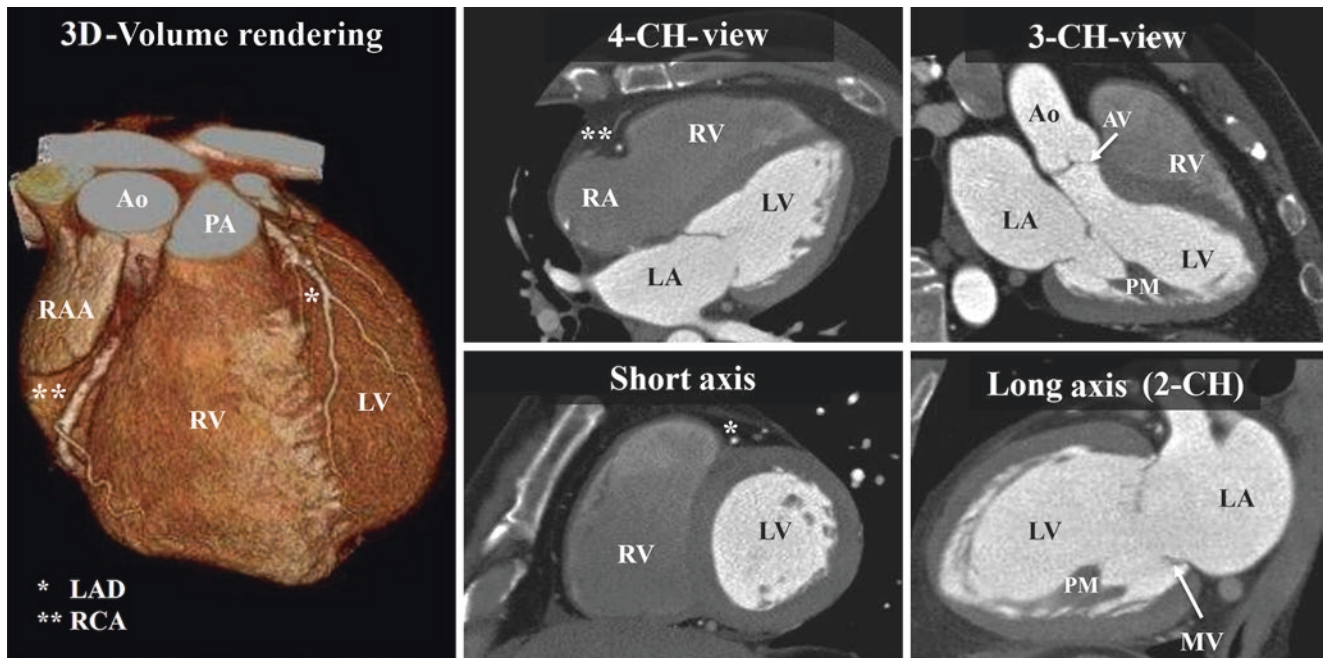 3D-Volume rendering
Ao
PA
RAA
*
**
RV
LV
* LAD
** RCA
4-CH-view
**
RV
RA
LV
LA
3-CH-view
Ao
AV
RV
LA
LV
PM
Short axis
*
LV
RV
Long axis (2-CH)
LA
LV
PM
MV